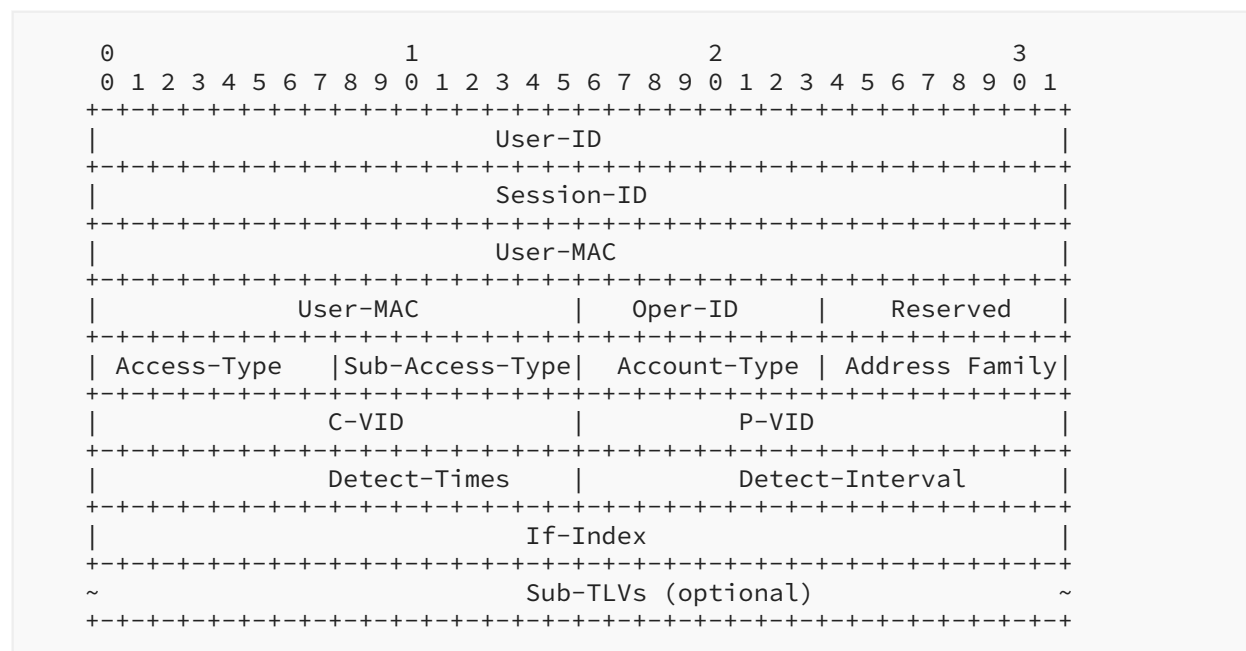 0                   1                   2                   3
 0 1 2 3 4 5 6 7 8 9 0 1 2 3 4 5 6 7 8 9 0 1 2 3 4 5 6 7 8 9 0 1
+-+-+-+-+-+-+-+-+-+-+-+-+-+-+-+-+-+-+-+-+-+-+-+-+-+-+-+-+-+-+-+-+
|                          User-ID                              |
+-+-+-+-+-+-+-+-+-+-+-+-+-+-+-+-+-+-+-+-+-+-+-+-+-+-+-+-+-+-+-+-+
|                          Session-ID                           |
+-+-+-+-+-+-+-+-+-+-+-+-+-+-+-+-+-+-+-+-+-+-+-+-+-+-+-+-+-+-+-+-+
|                          User-MAC                             |
+-+-+-+-+-+-+-+-+-+-+-+-+-+-+-+-+-+-+-+-+-+-+-+-+-+-+-+-+-+-+-+-+
|             User-MAC          |   Oper-ID     |    Reserved   |
+-+-+-+-+-+-+-+-+-+-+-+-+-+-+-+-+-+-+-+-+-+-+-+-+-+-+-+-+-+-+-+-+
| Access-Type   |Sub-Access-Type|  Account-Type | Address Family|
+-+-+-+-+-+-+-+-+-+-+-+-+-+-+-+-+-+-+-+-+-+-+-+-+-+-+-+-+-+-+-+-+
|               C-VID           |          P-VID                |
+-+-+-+-+-+-+-+-+-+-+-+-+-+-+-+-+-+-+-+-+-+-+-+-+-+-+-+-+-+-+-+-+
|               Detect-Times    |          Detect-Interval      |
+-+-+-+-+-+-+-+-+-+-+-+-+-+-+-+-+-+-+-+-+-+-+-+-+-+-+-+-+-+-+-+-+
|                            If-Index                           |
+-+-+-+-+-+-+-+-+-+-+-+-+-+-+-+-+-+-+-+-+-+-+-+-+-+-+-+-+-+-+-+-+
~                            Sub-TLVs (optional)                ~
+-+-+-+-+-+-+-+-+-+-+-+-+-+-+-+-+-+-+-+-+-+-+-+-+-+-+-+-+-+-+-+-+